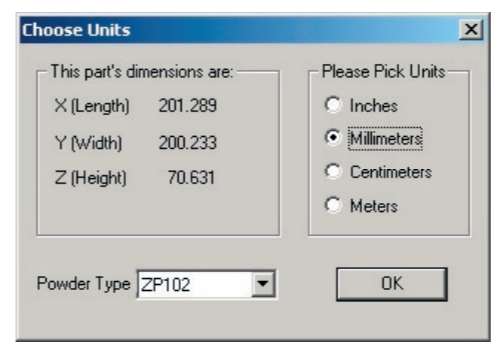 Choose Units
This part's dimensions are:
X (Length) 201.289
Y (Width) 200.233
Z (Height) 70.631
Please Pick Units
Inches
Millimeters
Centimeters
Meters
Powder Type ZP102
OK